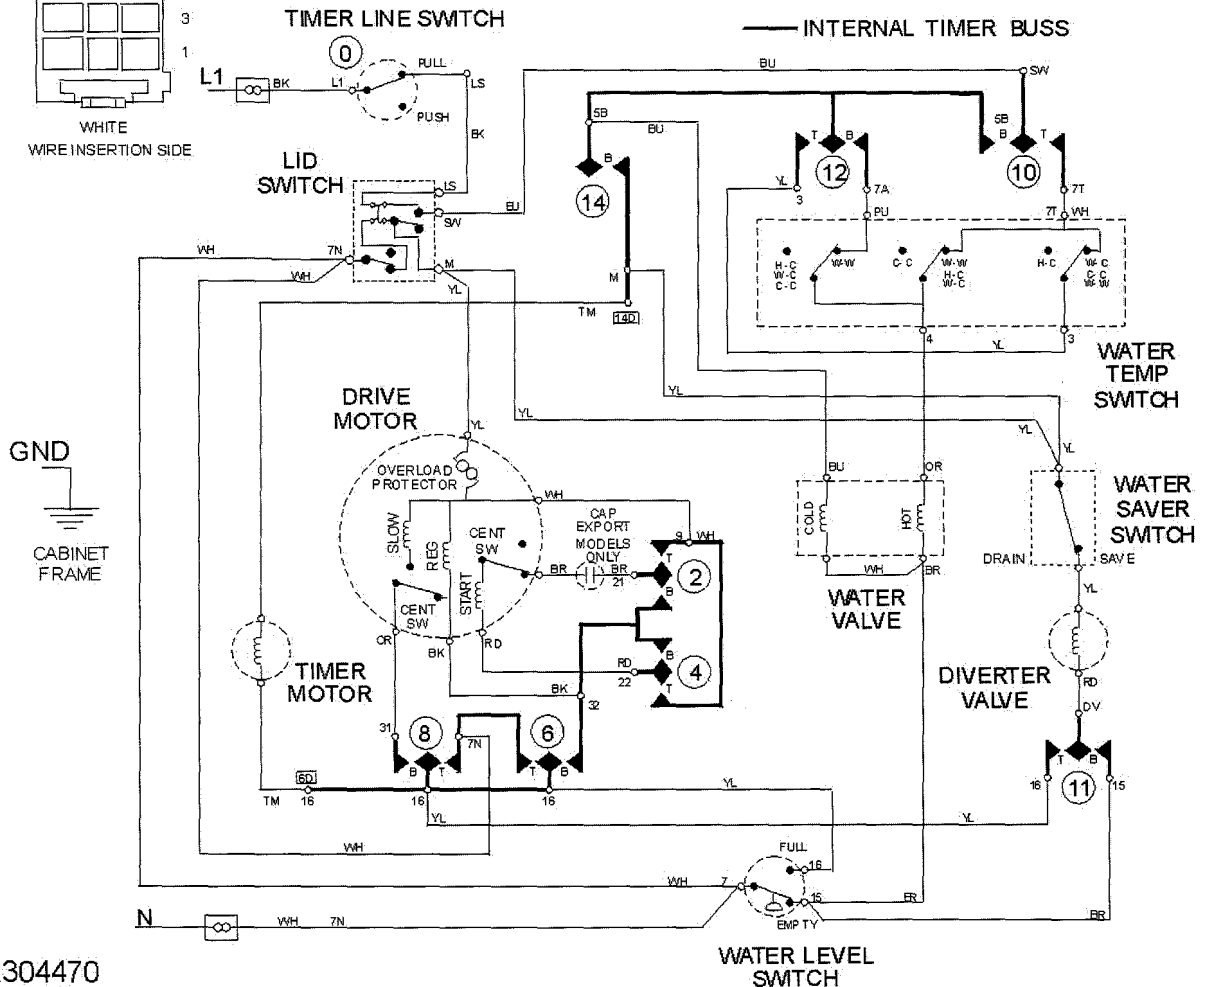 3
TIMER LINE SWITCH
INTERNAL TIMER BUSS
0
1
PULL
BU
SW
L1
BK
L1
LS
PUSH
5B
BU
5B
WHITE
BK
T
B
B
T
WIRE INSERTION SIDE
LID
SWITCH
B
12
10
LS
14
YL
3
7A
7T
SW
BU
PU
7T
WH
WH
7N
H-C
W-C
C-C
W-W
C-C
W-W
H-C
W-C
H-C
W-C
C-C
W-W
WH
M
YL
M
TM
14D
4
3
YL
WATER
TEMP
SWITCH
DRIVE
MOTOR
YL
YL
YL
YL
YL
GND
OVERLOAD
PROTECTOR
BU
OR
WATER
SAVER
SWITCH
WH
SLOW
REG
CENT
SW
START
CAP
EXPORT
MODELS
ONLY
9
WH
T
COLD
HOT
CABINET
FRAME
DRAIN
SAVE
BR
BR
21
2
B
WH
BR
YL
CENT
SW
WATER
VALVE
OR
BK
RD
RD
22
B
4
T
TIMER
MOTOR
BK
32
DIVERTER
VALVE
RD
DV
31
8
7N
6
B
T
T
B
T
B
6D
TM
16
16
16
YL
16
11
15
YL
YL
WH
FULL
16
WH
7
15
BR
N
WH
7N
EMPTY
BR
WATER LEVEL
SWITCH
304470